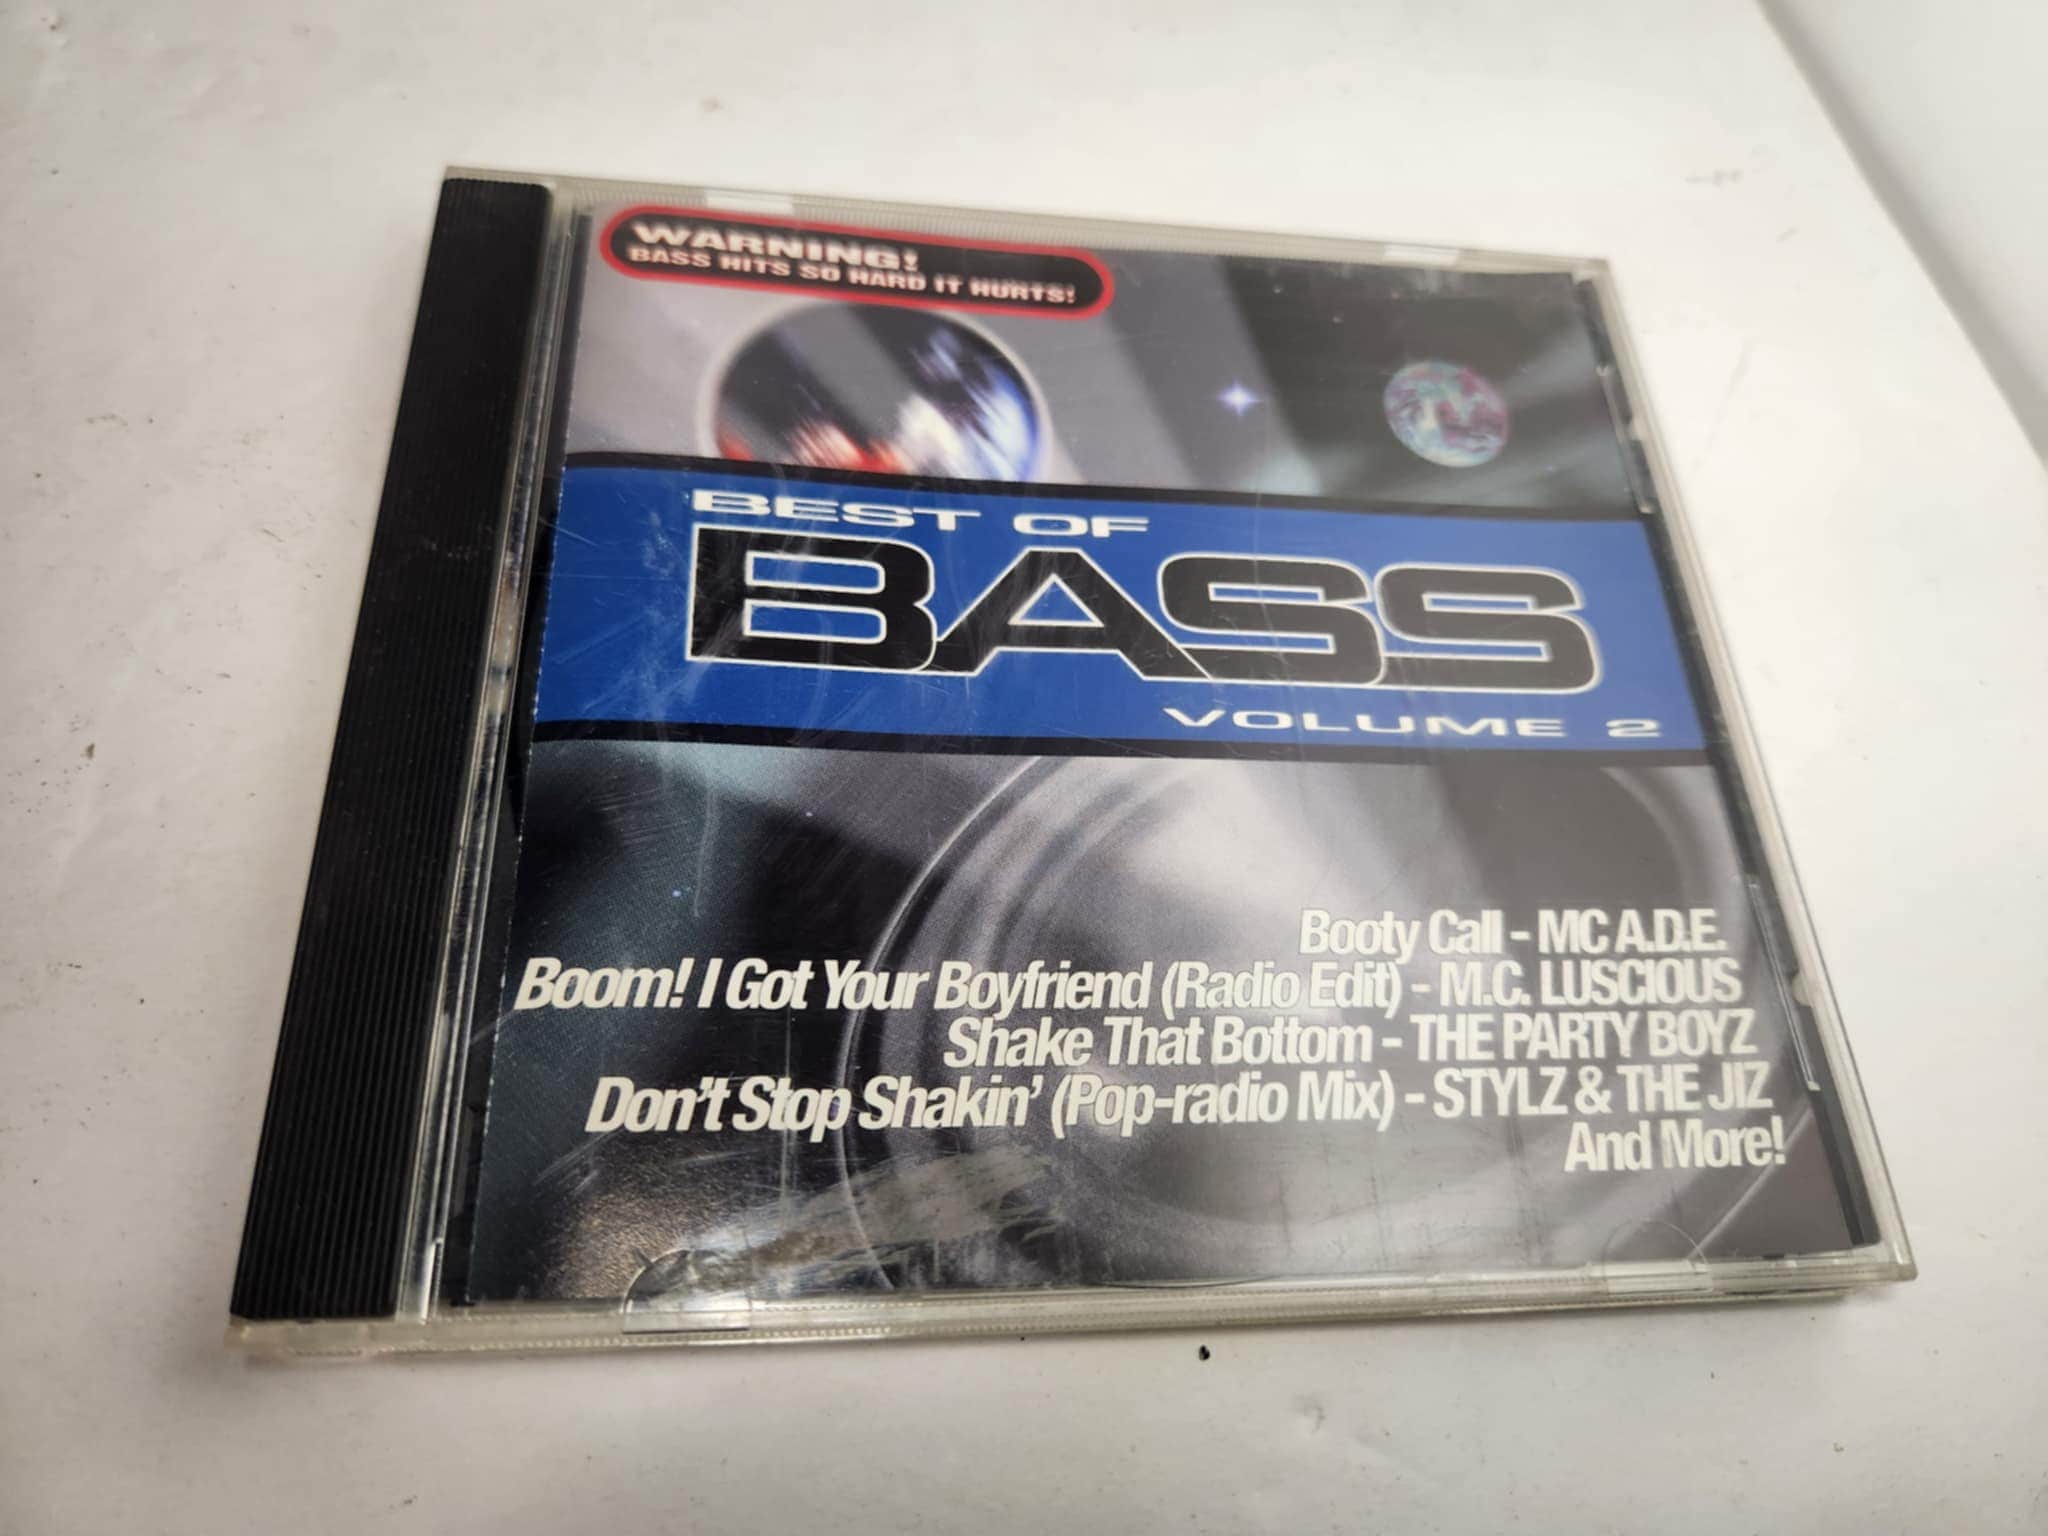 WARNING!
BASS HITS SO HARD IT HURTS!
BEST OF
BASS
VOLUME 2
Booty Call - MC A.D.E.
Boom! I Got Your Boyfriend (Radio Edit) - M.C. LUSCIOUS
Shake That Bottom - THE PARTY BOYZ
Don't Stop Shakin' (Pop-radio Mix) - STYLZ & THE JIZ
And More!